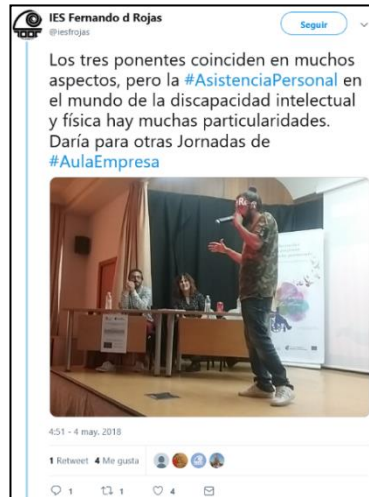 IES Fernando d Rojas
@iesfrojas
Seguir
Los tres ponentes coinciden en muchos
aspectos, pero la #AsistenciaPersonal en
el mundo de la discapacidad intelectual
y física hay muchas particularidades.
Daría para otras Jornadas de
#AulaEmpresa
4:51 - 4 may. 2018
1 Retweet 4 Me gusta
1 1 4